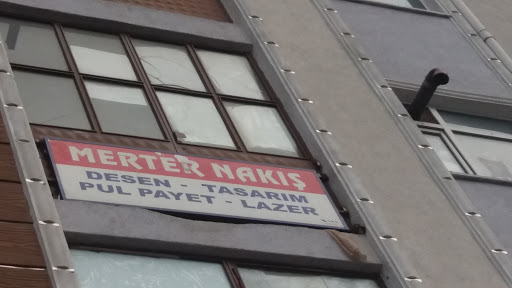 MERTER NAKIŞ
DESEN - TASARIM
PUL PAYET - LAZER